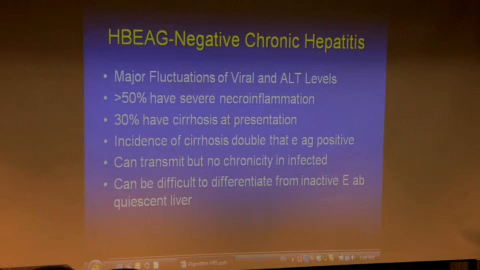 HBEAG-Negative Chronic Hepatitis
• Major Fluctuations of Viral and ALT Levels
• >50% have severe necroinflammation
• 30% have cirrhosis at presentation
• Incidence of cirrhosis double that e ag positive
• Can transmit but no chronicity in infected
• Can be difficult to differentiate from inactive E ab
quiescent liver